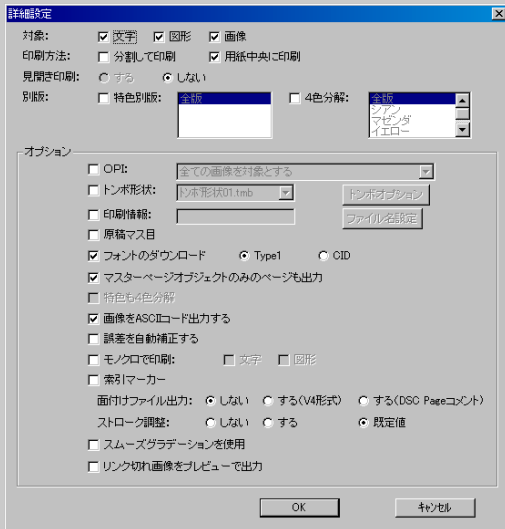 詳細設定
対象: 文字 図形 画像
印刷方法: 分割して印刷 用紙中央に印刷
見開き印刷: する しない
別版: 特色別版: 全版 4色分解: 全版
シアン
マゼンダ
イエロー
オプション
OPI: 全ての画像を対象とする
トンボ形状: トンボ形状01.tmb トンボオプション
印刷情報: ファイル名設定
原稿マス目
フォントのダウンロード Type1 CID
マスターページオブジェクトのみのページも出力
特色も4色分解
画像をASCIIコード出力する
誤差を自動補正する
モノクロで印刷: 文字 図形
索引マーカー
面付けファイル出力: しない する(V4形式) する(DSC Pageコメント)
ストローク調整: しない する 既定値
スムーズグラデーションを使用
リンク切れ画像をプレビューで出力
OK キャンセル